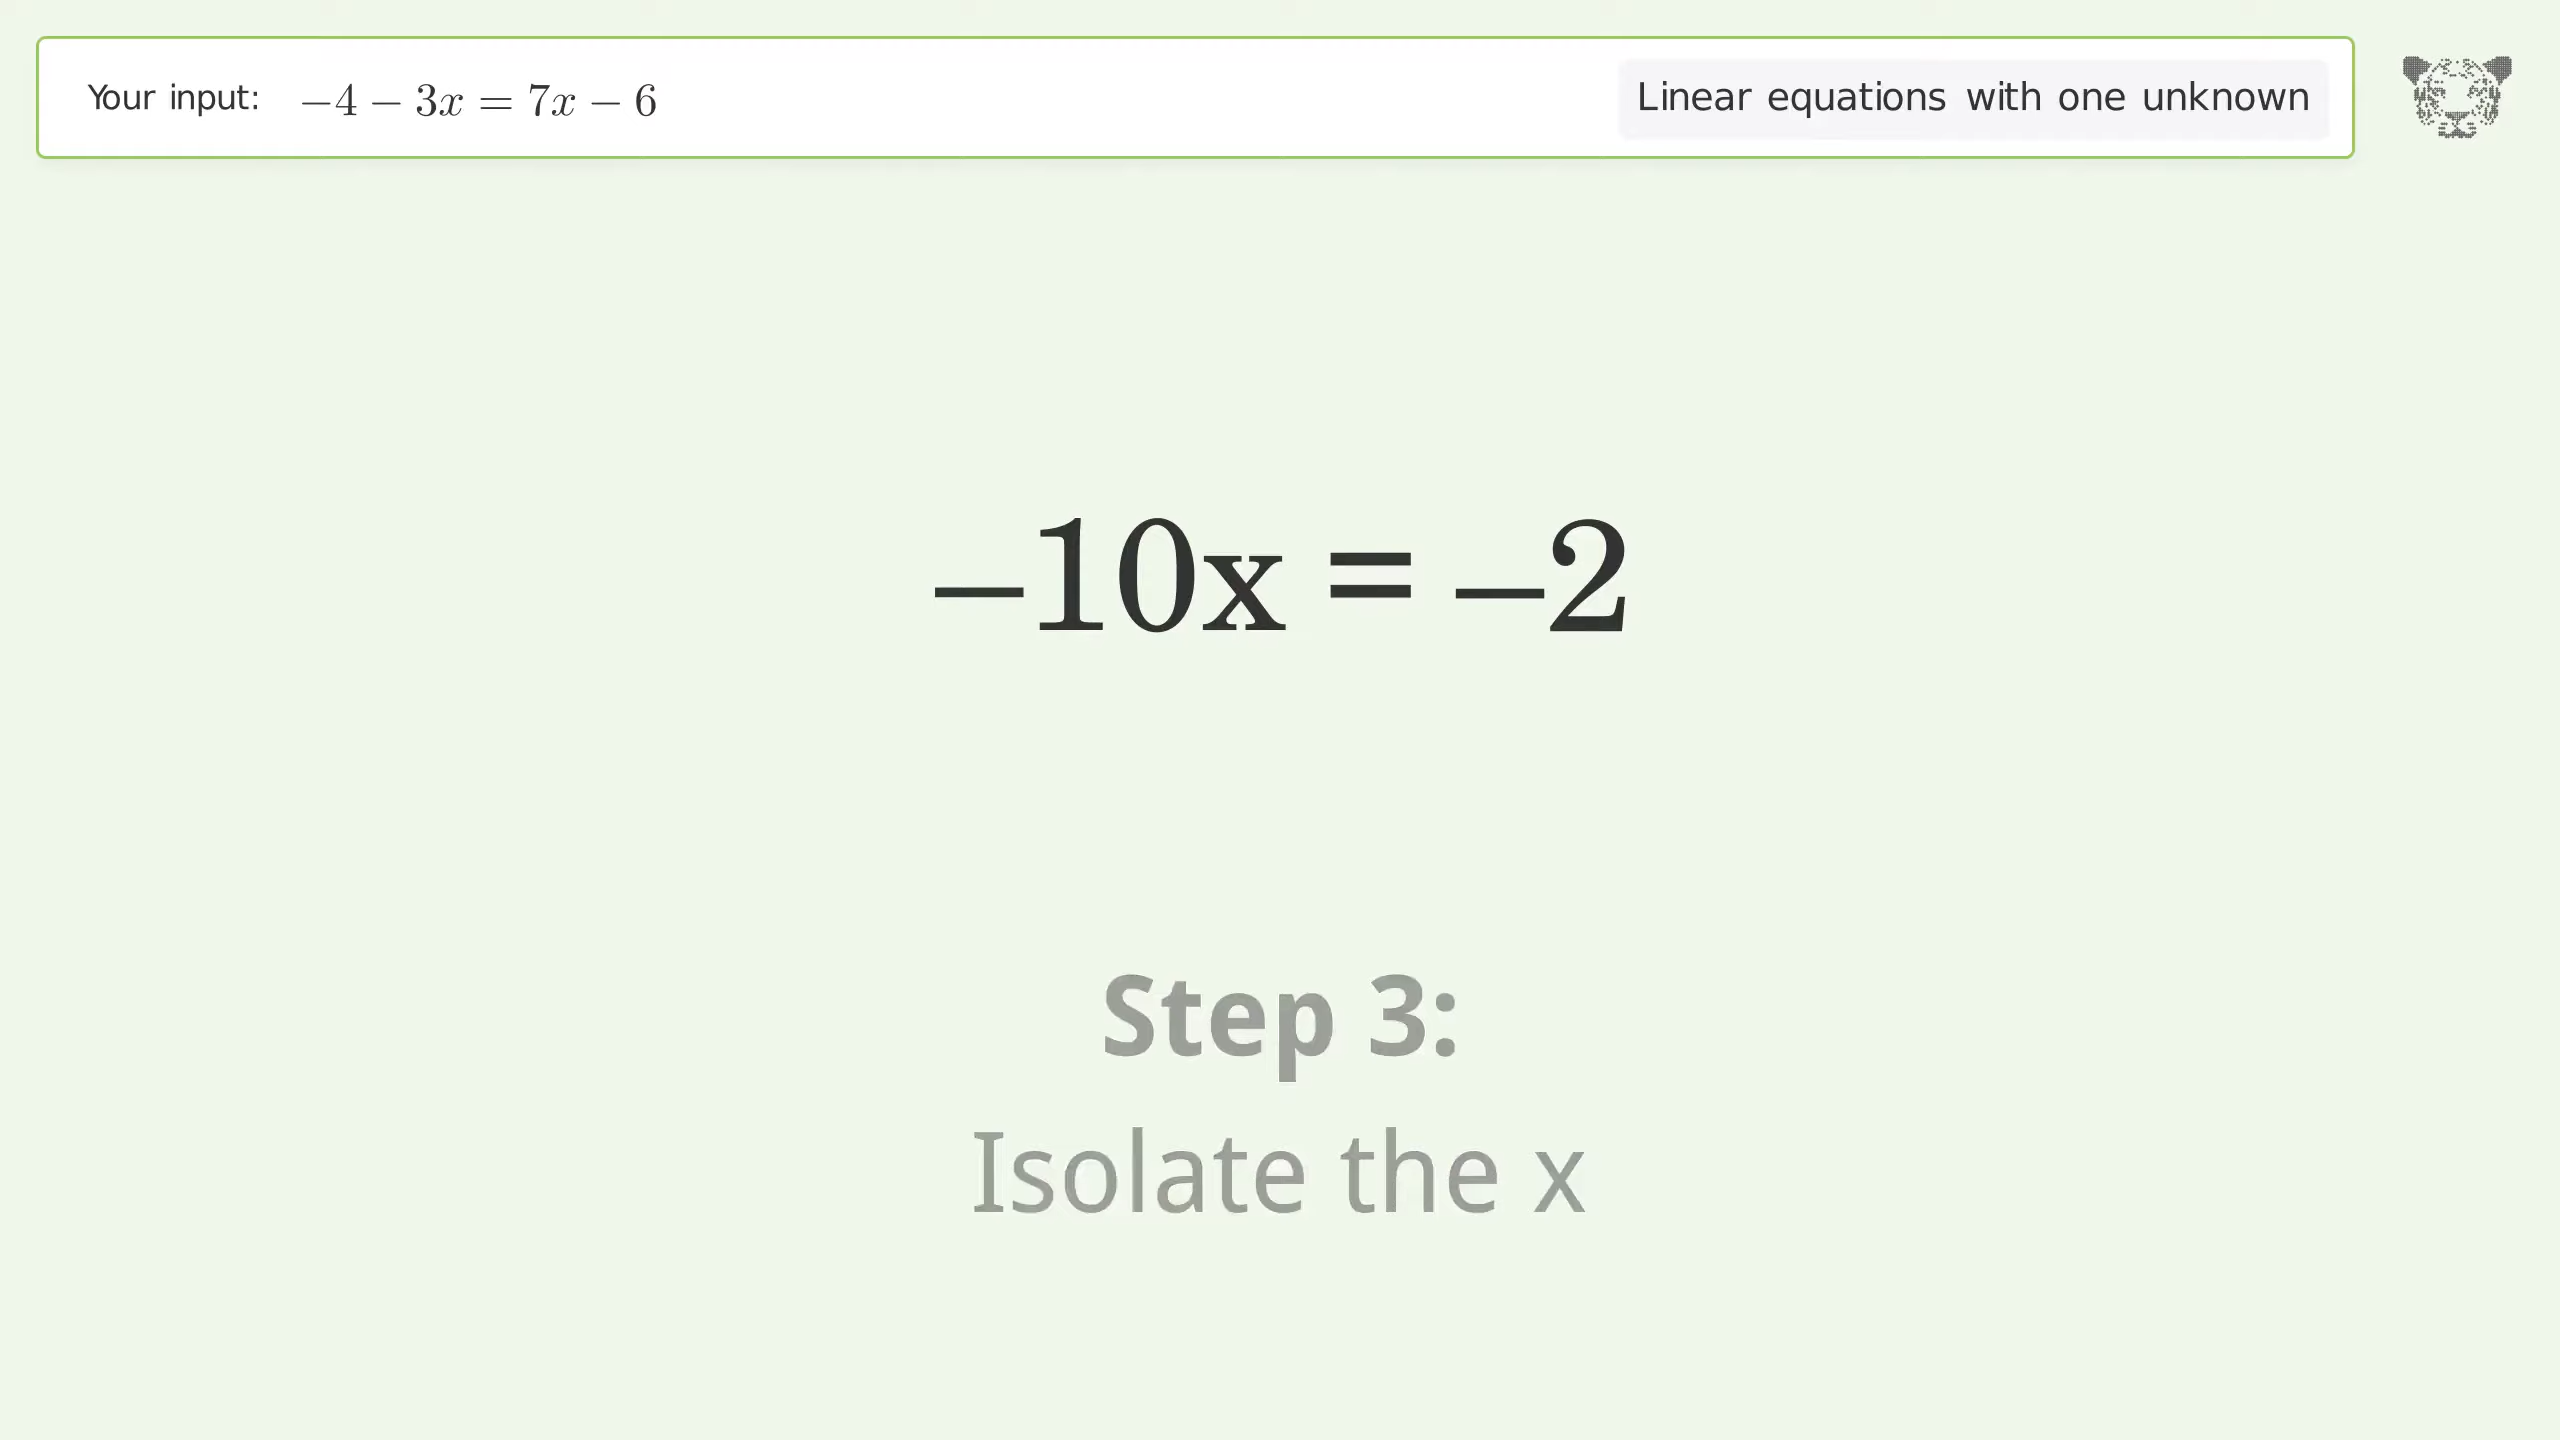 Your input: −4 − 3x = 7x − 6
Linear equations with one unknown
−10x = −2
Step 3:
Isolate the x